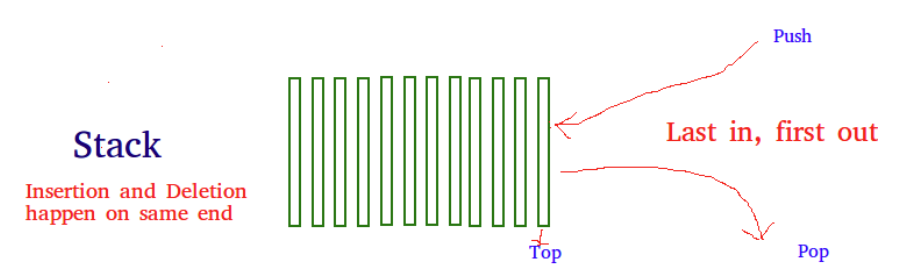 Push
Stack
Last in, first out
Insertion and Deletion
happen on same end
Top
Pop